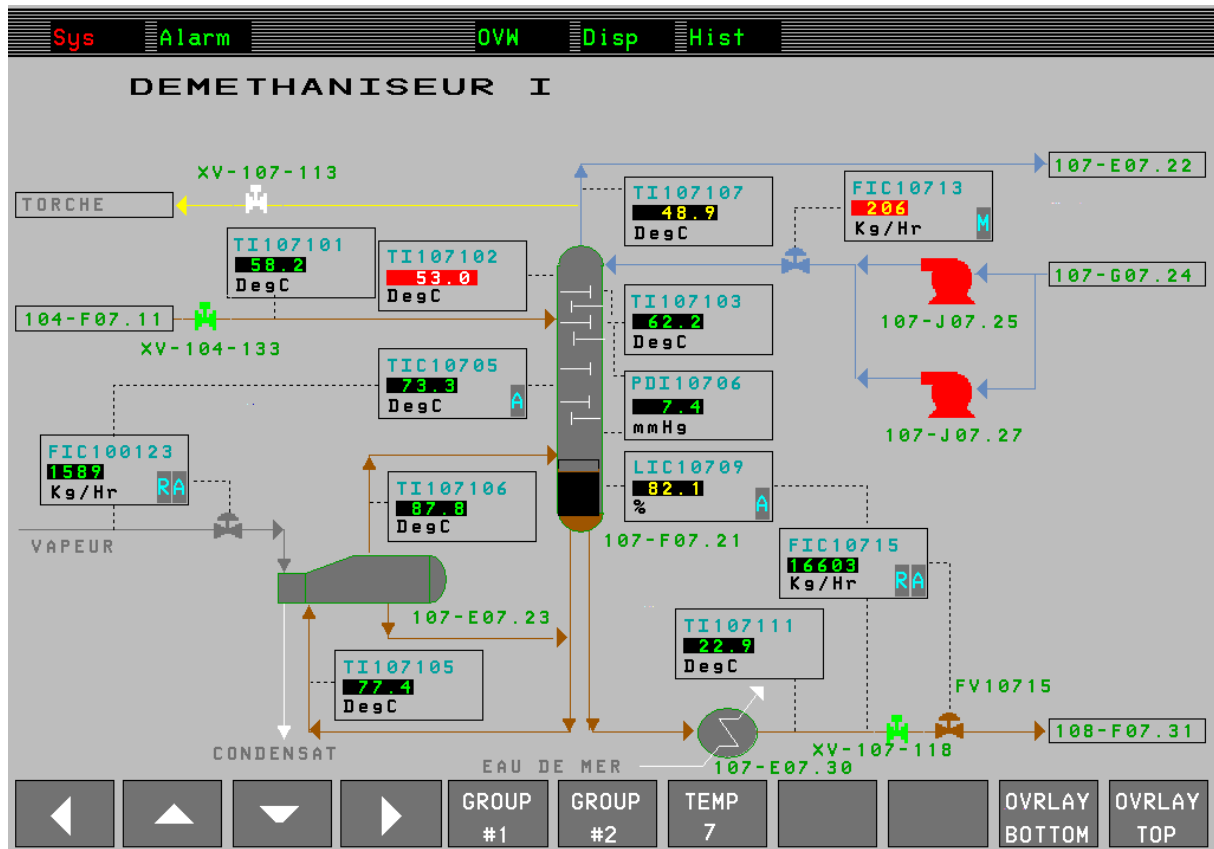 Sys Alarm OVW Disp Hist
DEMETHANISEUR I
XV-107-113
107-E07.22
TORCHE
TI107107
48.9
DegC
FIC10713
206
Kg/Hr
M
TI107101
58.2
DegC
TI107102
53.0
DegC
107-G07.24
104-F07.11
XV-104-133
TI107103
62.2
DegC
107-J07.25
TIC10705
73.3
DegC
A
PDI10706
7.4
mmHg
107-J07.27
FIC100123
1589
Kg/Hr
RA
LIC10709
82.1
%
A
TI107106
87.8
DegC
VAPEUR
107-F07.21
FIC10715
16603
Kg/Hr
RA
107-E07.23
TI107111
22.9
DegC
TI107105
77.4
DegC
FV10715
108-F07.31
CONDENSAT
XV-107-118
EAU DE MER
107-E07.30
GROUP #1
GROUP #2
TEMP 7
OVRLAY BOTTOM
OVRLAY TOP